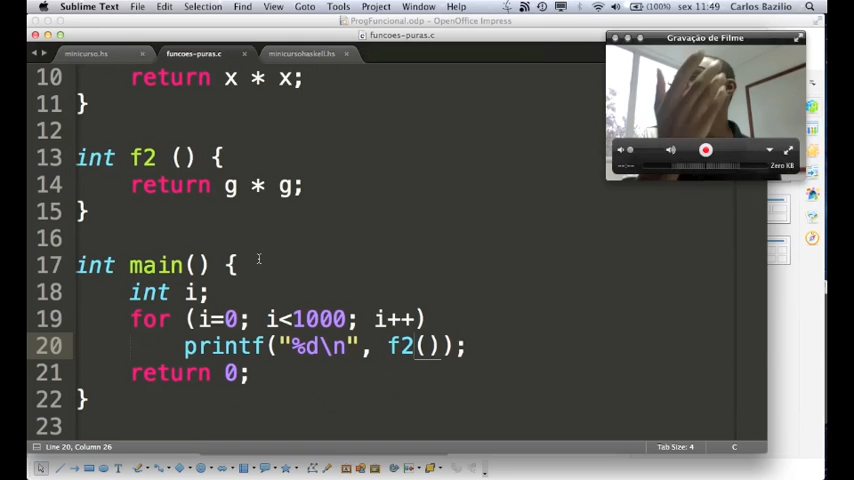 Sublime Text File Edit Selection Find View Goto Tools Project Window Help (100%) sex 11:49 Carlos Bazilio
ProgFuncional.odp - OpenOffice Impress
funcoes-puras.c
minicurso.hs funcoes-puras.c minicursohaskell.hs
Gravação de Filme
--:-- Zero KB
10 return x * x;
11 }
12
13 int f2 () {
14 return g * g;
15 }
16
17 int main() {
18 int i;
19 for (i=0; i<1000; i++)
20 printf("%d\n", f2());
21 return 0;
22 }
23
Line 20, Column 26 Tab Size: 4 C